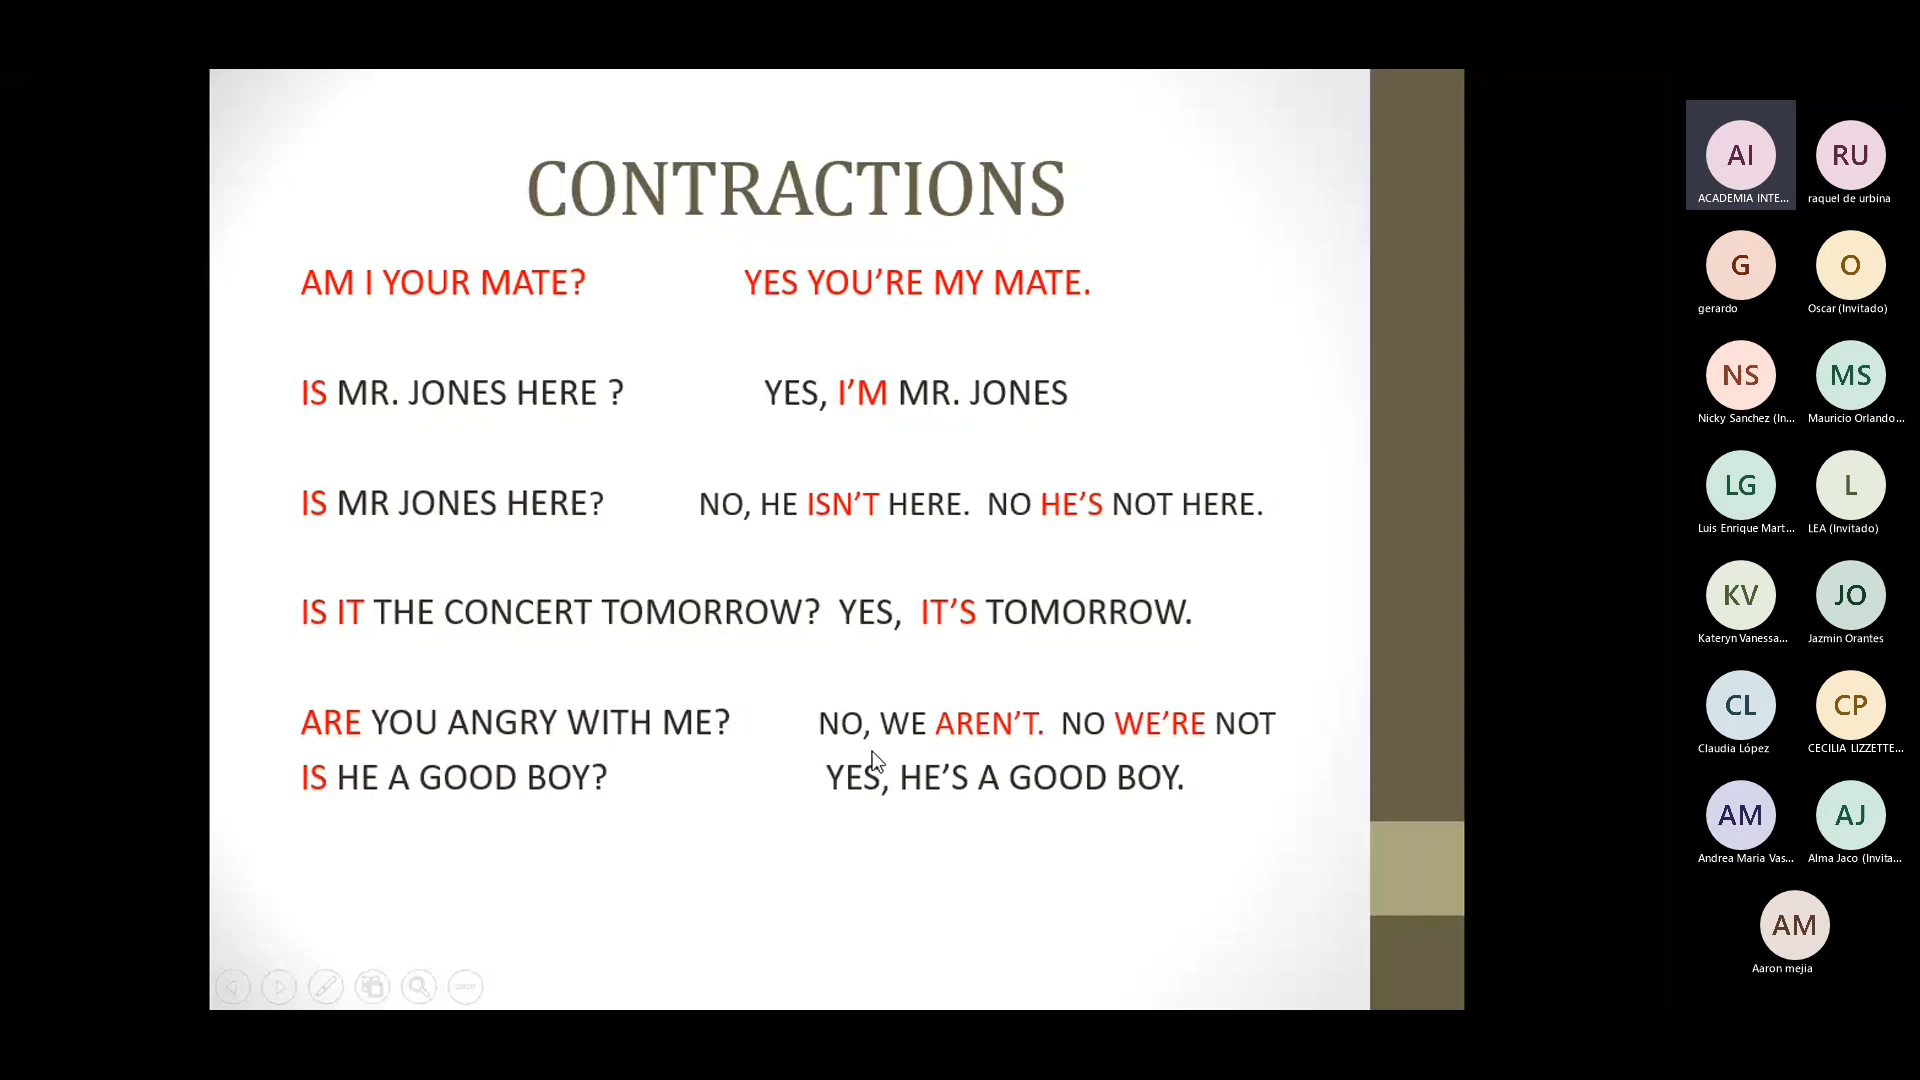 CONTRACTIONS
AM I YOUR MATE? YES YOU’RE MY MATE.
IS MR. JONES HERE ? YES, I’M MR. JONES
IS MR JONES HERE? NO, HE ISN’T HERE. NO HE’S NOT HERE.
IS IT THE CONCERT TOMORROW? YES, IT’S TOMORROW.
ARE YOU ANGRY WITH ME? NO, WE AREN’T. NO WE’RE NOT
IS HE A GOOD BOY? YES, HE’S A GOOD BOY.
AI RU
ACADEMIA INTE... raquel de urbina
G O
gerardo Oscar (Invitado)
NS MS
Nicky Sanchez (In... Mauricio Orlando...
LG L
Luis Enrique Mart... LEA (Invitado)
KV JO
Kateryn Vanessa... Jazmin Orantes
CL CP
Claudia López CECILIA LIZZETTE...
AM AJ
Andrea Maria Vas... Alma Jaco (Invita...
AM
Aaron mejia